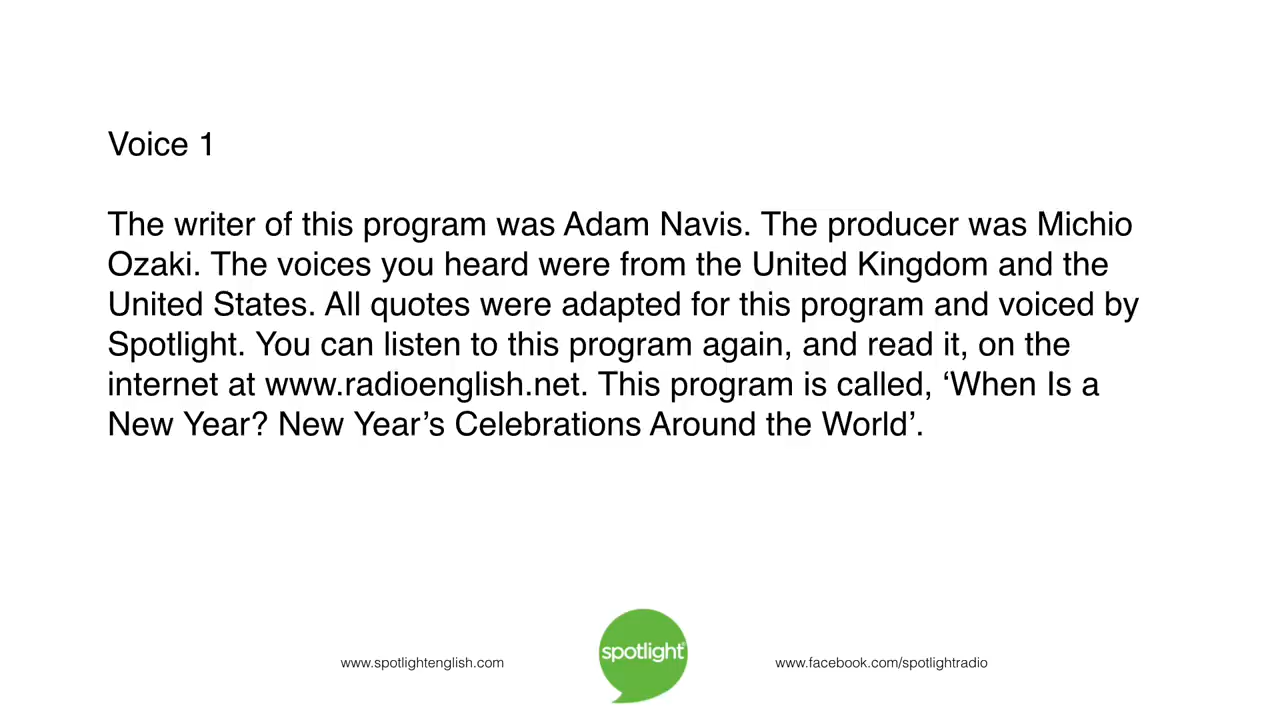 Voice 1
The writer of this program was Adam Navis. The producer was Michio
Ozaki. The voices you heard were from the United Kingdom and the
United States. All quotes were adapted for this program and voiced by
Spotlight. You can listen to this program again, and read it, on the
internet at www.radioenglish.net. This program is called, ‘When Is a
New Year? New Year’s Celebrations Around the World’.
www.spotlightenglish.com
spotlight®
www.facebook.com/spotlightradio